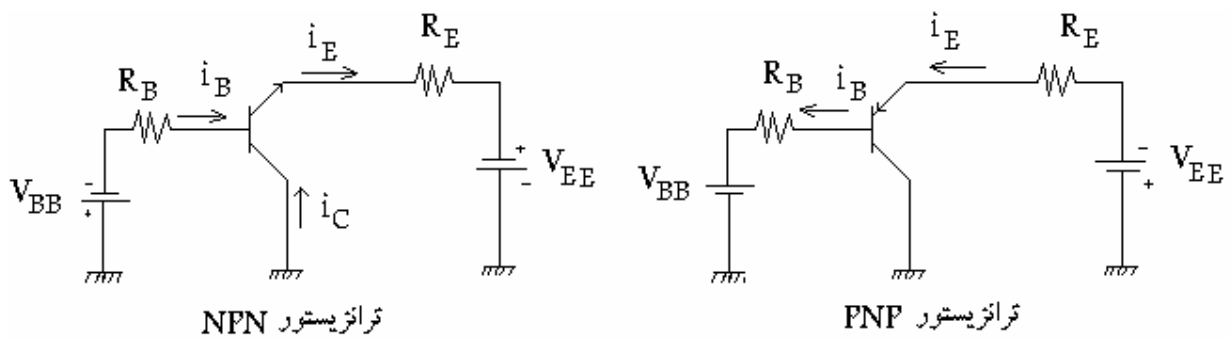 R_B i_B i_E R_E
V_BB - + i_C + - V_EE
ترانزیستور NPN
R_B i_B i_E R_E
V_BB - + V_EE
ترانزیستور PNP